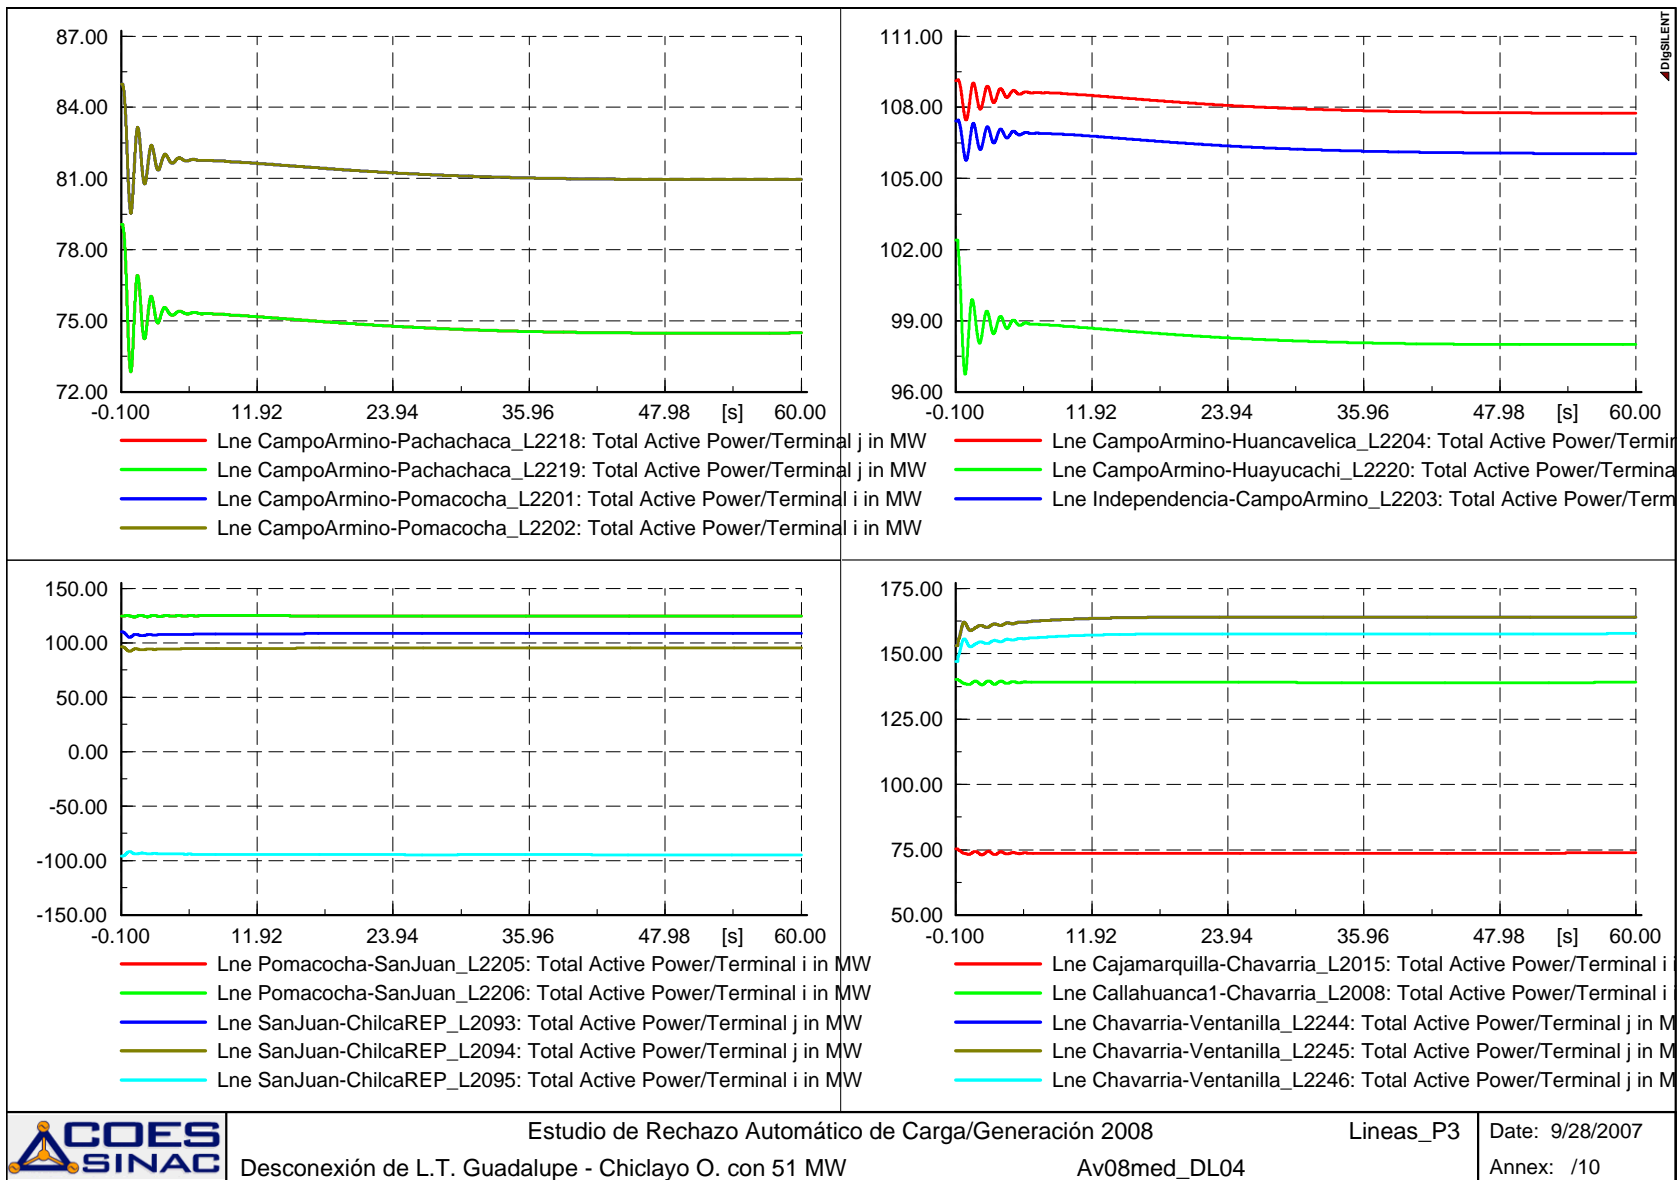 87.00
84.00
81.00
78.00
75.00
72.00
-0.100 11.92 23.94 35.96 47.98 [s] 60.00
Lne CampoArmino-Pachachaca_L2218: Total Active Power/Terminal j in MW
Lne CampoArmino-Pachachaca_L2219: Total Active Power/Terminal j in MW
Lne CampoArmino-Pomacocha_L2201: Total Active Power/Terminal i in MW
Lne CampoArmino-Pomacocha_L2202: Total Active Power/Terminal i in MW
111.00
108.00
105.00
102.00
99.00
96.00
-0.100 11.92 23.94 35.96 47.98 [s] 60.00
Lne CampoArmino-Huancavelica_L2204: Total Active Power/Termin
Lne CampoArmino-Huayucachi_L2220: Total Active Power/Termina
Lne Independencia-CampoArmino_L2203: Total Active Power/Term
DIgSILENT
150.00
100.00
50.00
0.00
-50.00
-100.00
-150.00
-0.100 11.92 23.94 35.96 47.98 [s] 60.00
Lne Pomacocha-SanJuan_L2205: Total Active Power/Terminal i in MW
Lne Pomacocha-SanJuan_L2206: Total Active Power/Terminal i in MW
Lne SanJuan-ChilcaREP_L2093: Total Active Power/Terminal j in MW
Lne SanJuan-ChilcaREP_L2094: Total Active Power/Terminal j in MW
Lne SanJuan-ChilcaREP_L2095: Total Active Power/Terminal i in MW
175.00
150.00
125.00
100.00
75.00
50.00
-0.100 11.92 23.94 35.96 47.98 [s] 60.00
Lne Cajamarquilla-Chavarria_L2015: Total Active Power/Terminal i i
Lne Callahuanca1-Chavarria_L2008: Total Active Power/Terminal i i
Lne Chavarria-Ventanilla_L2244: Total Active Power/Terminal j in M
Lne Chavarria-Ventanilla_L2245: Total Active Power/Terminal j in M
Lne Chavarria-Ventanilla_L2246: Total Active Power/Terminal j in M
COES
SINAC
Estudio de Rechazo Automático de Carga/Generación 2008 Lineas_P3
Desconexión de L.T. Guadalupe - Chiclayo O. con 51 MW Av08med_DL04
Date: 9/28/2007
Annex: /10